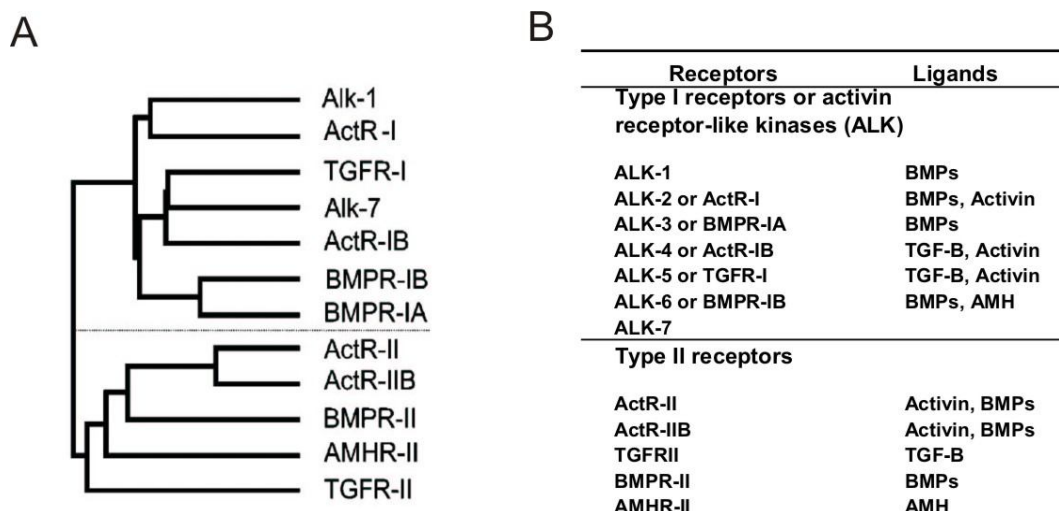 A
Alk-1
ActR-I
TGFR-I
Alk-7
ActR-IB
BMPR-IB
BMPR-IA
ActR-II
ActR-IIB
BMPR-II
AMHR-II
TGFR-II
B
Receptors Ligands
Type I receptors or activin
receptor-like kinases (ALK)
ALK-1 BMPs
ALK-2 or ActR-I BMPs, Activin
ALK-3 or BMPR-IA BMPs
ALK-4 or ActR-IB TGF-B, Activin
ALK-5 or TGFR-I TGF-B, Activin
ALK-6 or BMPR-IB BMPs, AMH
ALK-7
Type II receptors
ActR-II Activin, BMPs
ActR-IIB Activin, BMPs
TGFRII TGF-B
BMPR-II BMPs
AMHR-II AMH